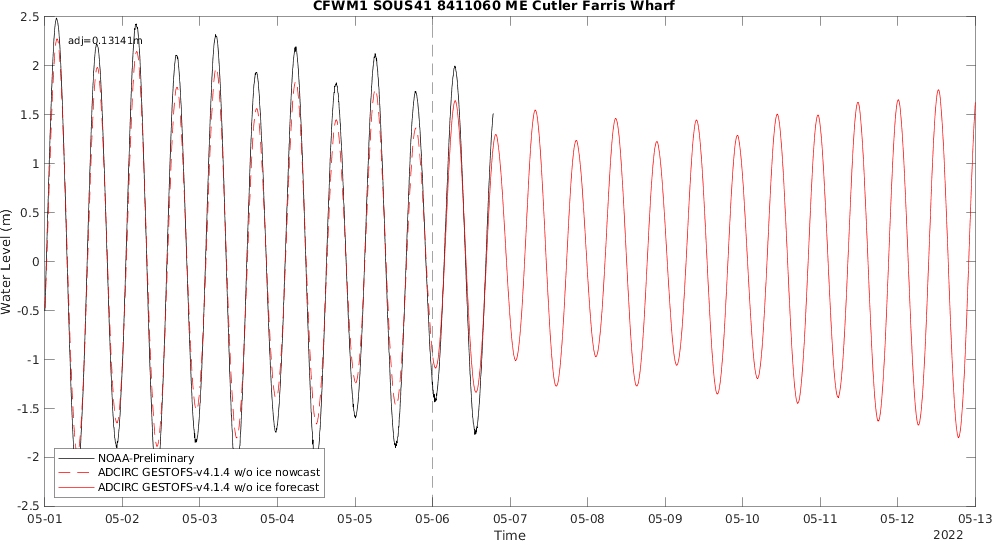 CFWM1 SOUS41 8411060 ME Cutler Farris Wharf
adj=0.13141m
Water Level (m)
2.5
2
1.5
1
0.5
0
-0.5
-1
-1.5
-2
-2.5
NOAA-Preliminary
ADCIRC GESTOFS-v4.1.4 w/o ice nowcast
ADCIRC GESTOFS-v4.1.4 w/o ice forecast
05-01 05-02 05-03 05-04 05-05 05-06 05-07 05-08 05-09 05-10 05-11 05-12 05-13
Time
2022